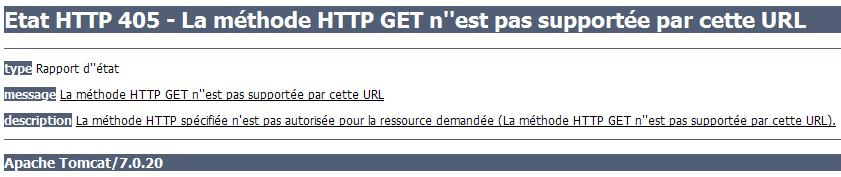 Etat HTTP 405 - La méthode HTTP GET n''est pas supportée par cette URL
type Rapport d''état
message La méthode HTTP GET n''est pas supportée par cette URL
description La méthode HTTP spécifiée n'est pas autorisée pour la ressource demandée (La méthode HTTP GET n''est pas supportée par cette URL).
Apache Tomcat/7.0.20